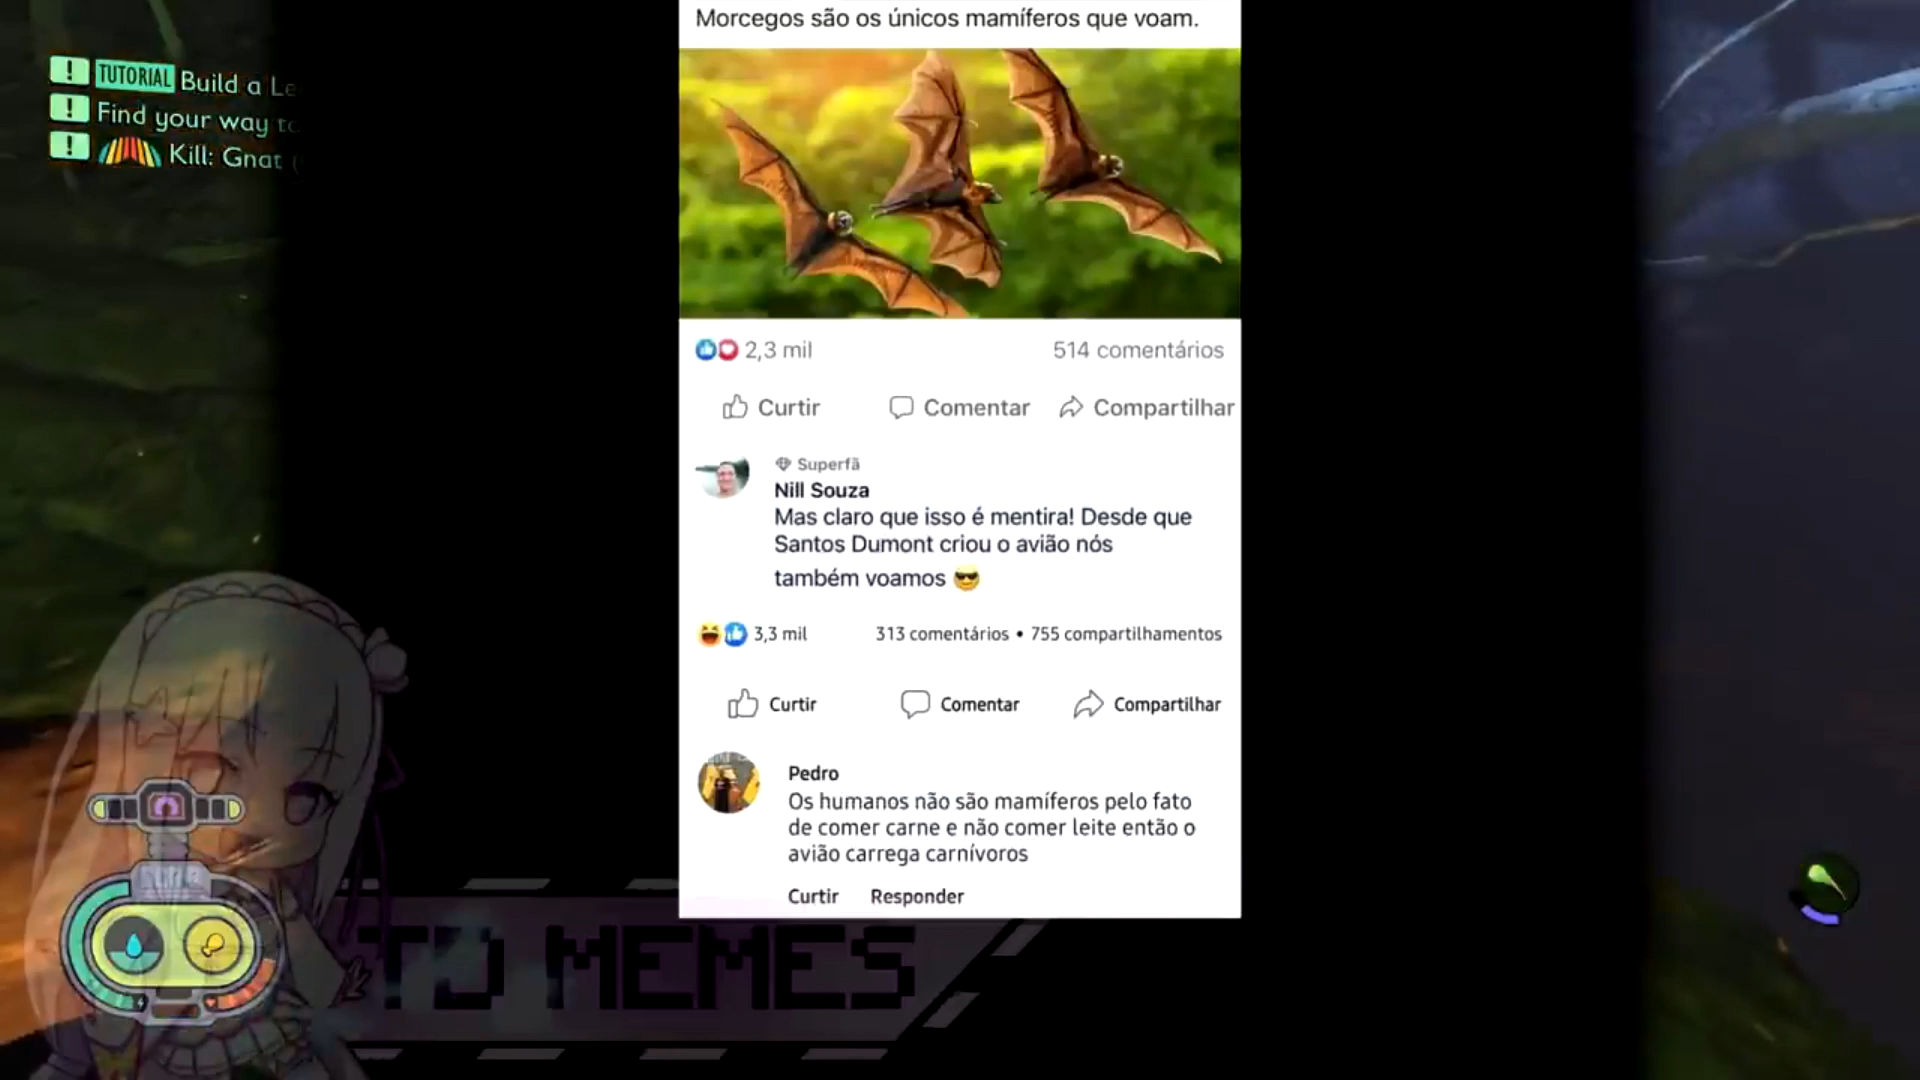 Morcegos são os únicos mamíferos que voam.
! TUTORIAL Build a Le
! Find your way to
! Kill: Gnat (
2,3 mil 514 comentários
Curtir Comentar Compartilhar
Superfã
Nill Souza
Mas claro que isso é mentira! Desde que
Santos Dumont criou o avião nós
também voamos 😎
3,3 mil 313 comentários • 755 compartilhamentos
Curtir Comentar Compartilhar
Pedro
Os humanos não são mamíferos pelo fato
de comer carne e não comer leite então o
avião carrega carnívoros
Curtir Responder
TD MEMES